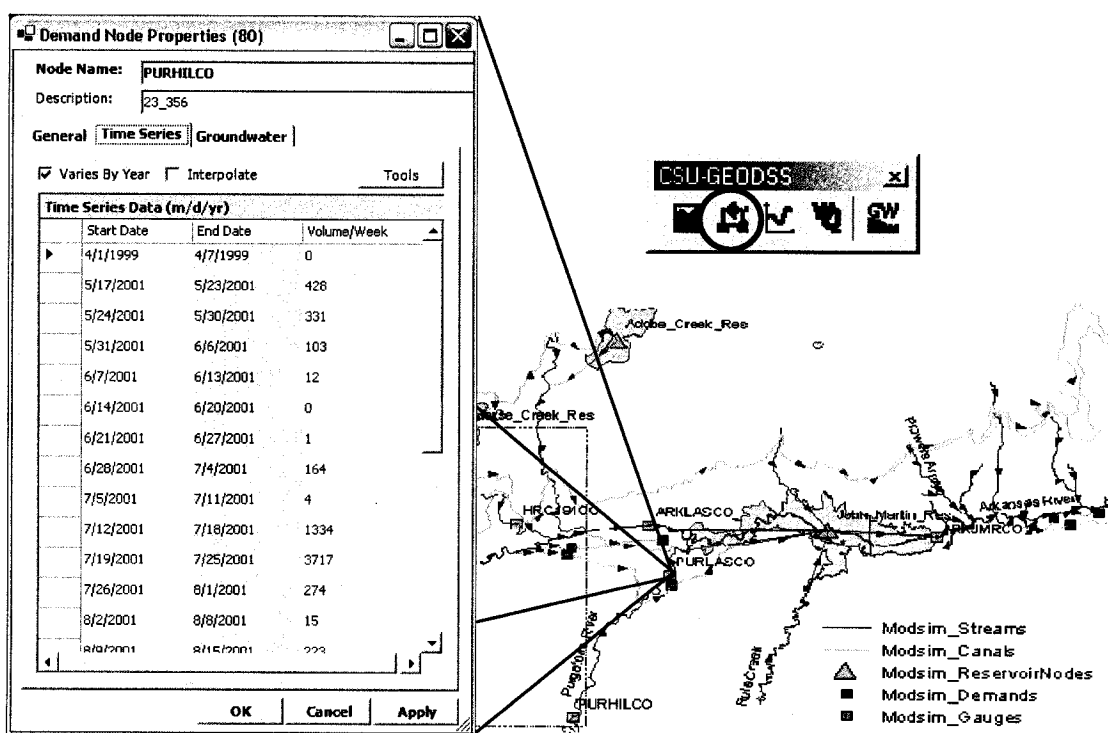 Demand Node Properties (80)
Node Name: PURHILCO
Description: 23_356
General Time Series Groundwater
Varies By Year Interpolate Tools
Time Series Data (m/d/yr)
Start Date End Date Volume/Week
4/1/1999 4/7/1999 0
5/17/2001 5/23/2001 428
5/24/2001 5/30/2001 331
5/31/2001 6/6/2001 103
6/7/2001 6/13/2001 12
6/14/2001 6/20/2001 0
6/21/2001 6/27/2001 1
6/28/2001 7/4/2001 164
7/5/2001 7/11/2001 4
7/12/2001 7/18/2001 1334
7/19/2001 7/25/2001 3717
7/26/2001 8/1/2001 274
8/2/2001 8/8/2001 15
8/9/2001 8/15/2001 223
OK Cancel Apply
CSU-GEODSS
GW
Adobe_Creek_Res
Creek_Res
ARKLASCO
John_Martin_Res
Arkansas River
PURLASCO
Purgatoire River
Rule Creek
PURHILCO
Modsim_Streams
Modsim_Canals
Modsim_ReservoirNodes
Modsim_Demands
Modsim_Gauges